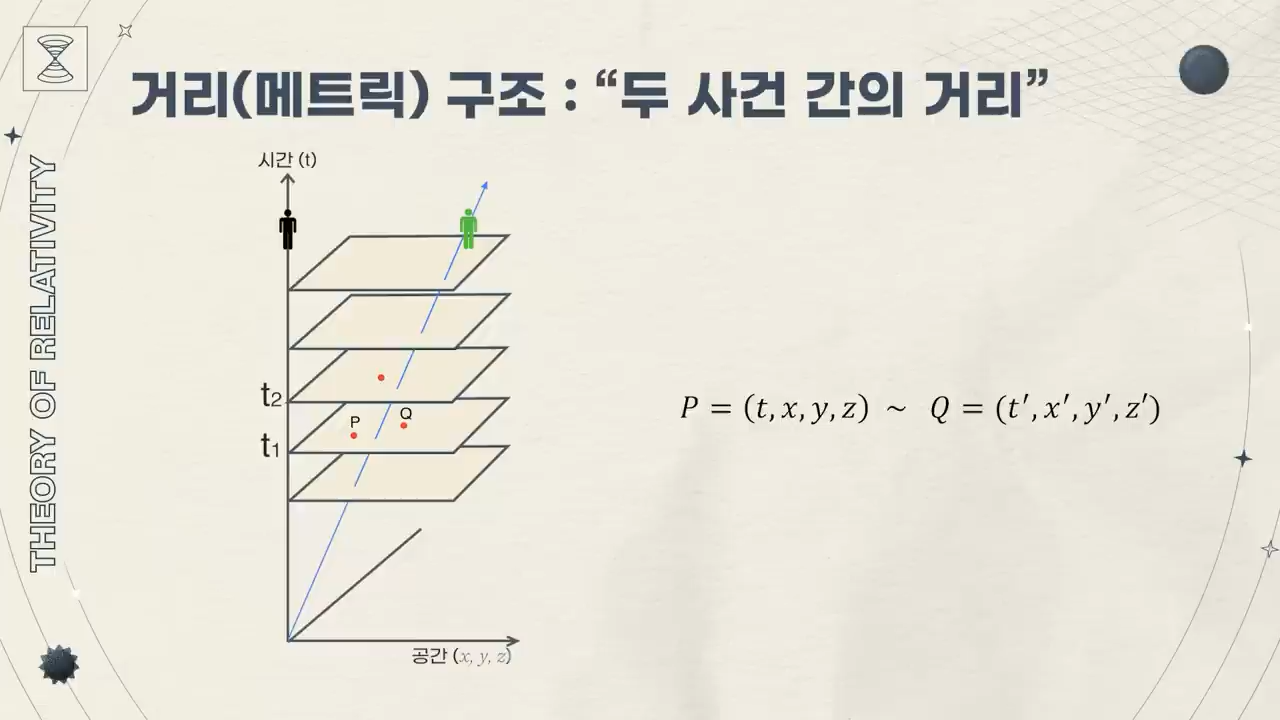 거리(메트릭) 구조 : “두 사건 간의 거리”
THEORY OF RELATIVITY
시간 (t)
t2
P
Q
t1
공간 (x, y, z)
P = (t, x, y, z) ~ Q = (t′, x′, y′, z′)